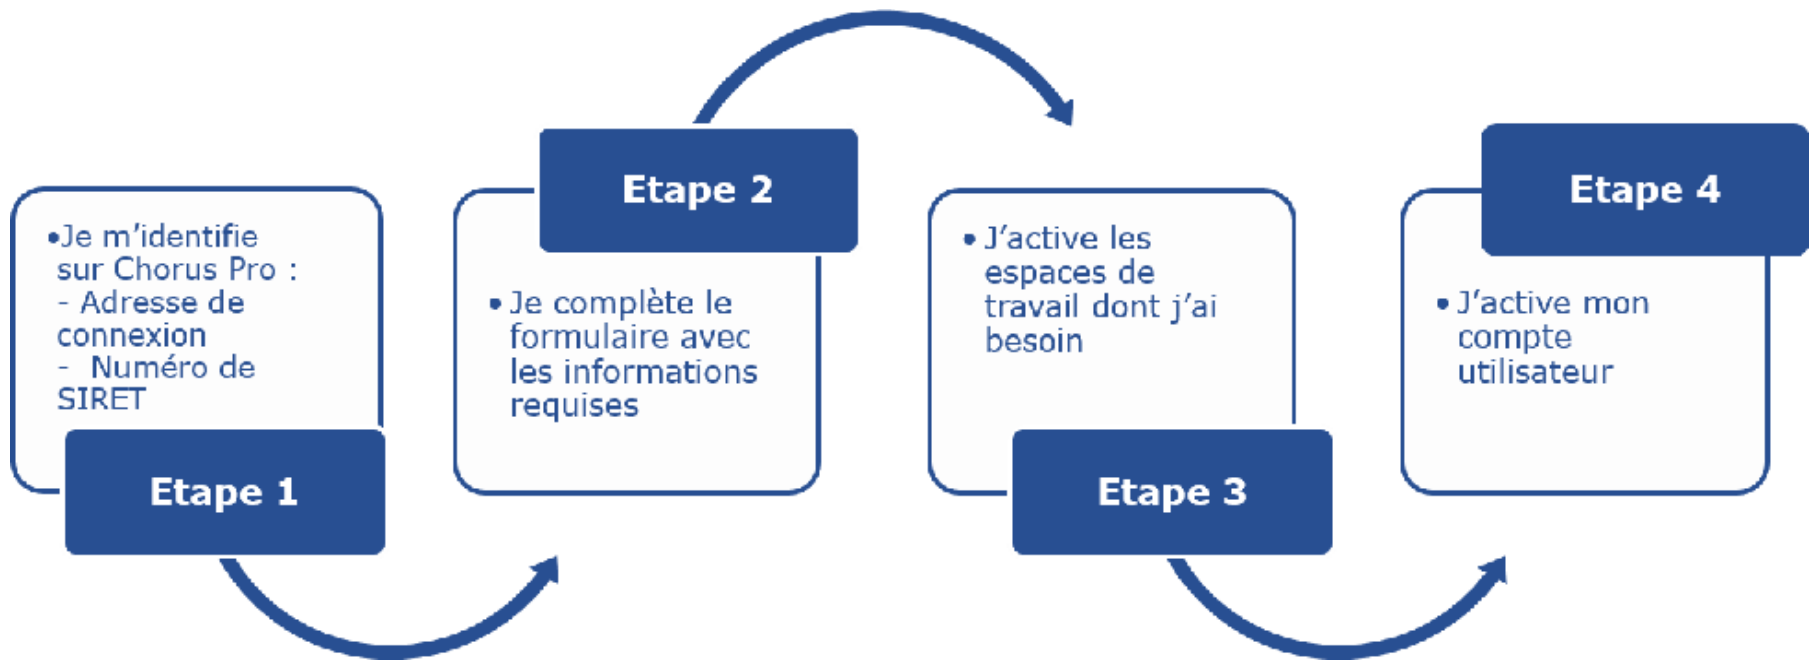 •Je m'identifie
sur Chorus Pro :
- Adresse de
connexion
- Numéro de
SIRET
Etape 1
Etape 2
• Je complète le
formulaire avec
les informations
requises
• J'active les
espaces de
travail dont j'ai
besoin
Etape 3
Etape 4
• J'active mon
compte
utilisateur